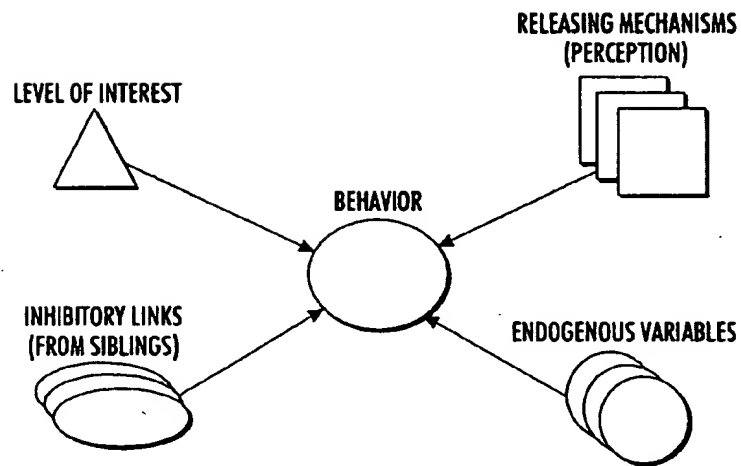 RELEASING MECHANISMS
(PERCEPTION)
LEVEL OF INTEREST
BEHAVIOR
INHIBITORY LINKS
(FROM SIBLINGS)
ENDOGENOUS VARIABLES